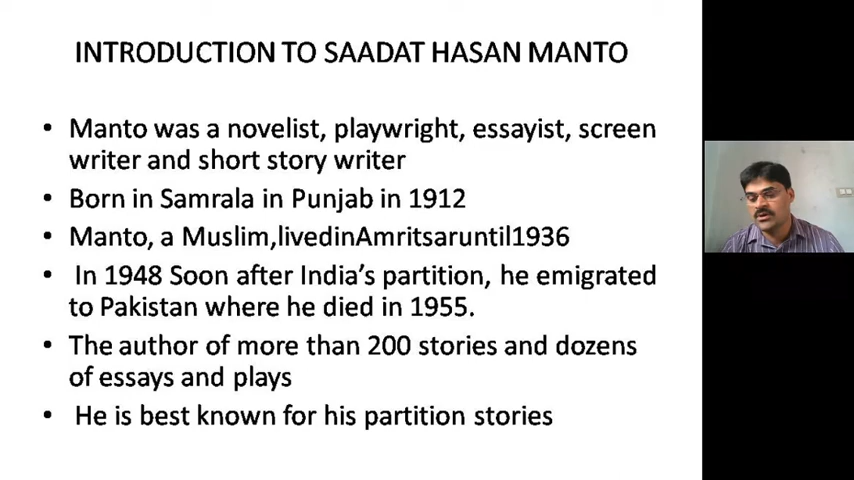 INTRODUCTION TO SAADAT HASAN MANTO
• Manto was a novelist, playwright, essayist, screen
writer and short story writer
• Born in Samrala in Punjab in 1912
• Manto, a Muslim,livedinAmritsaruntil1936
• In 1948 Soon after India's partition, he emigrated
to Pakistan where he died in 1955.
• The author of more than 200 stories and dozens
of essays and plays
• He is best known for his partition stories